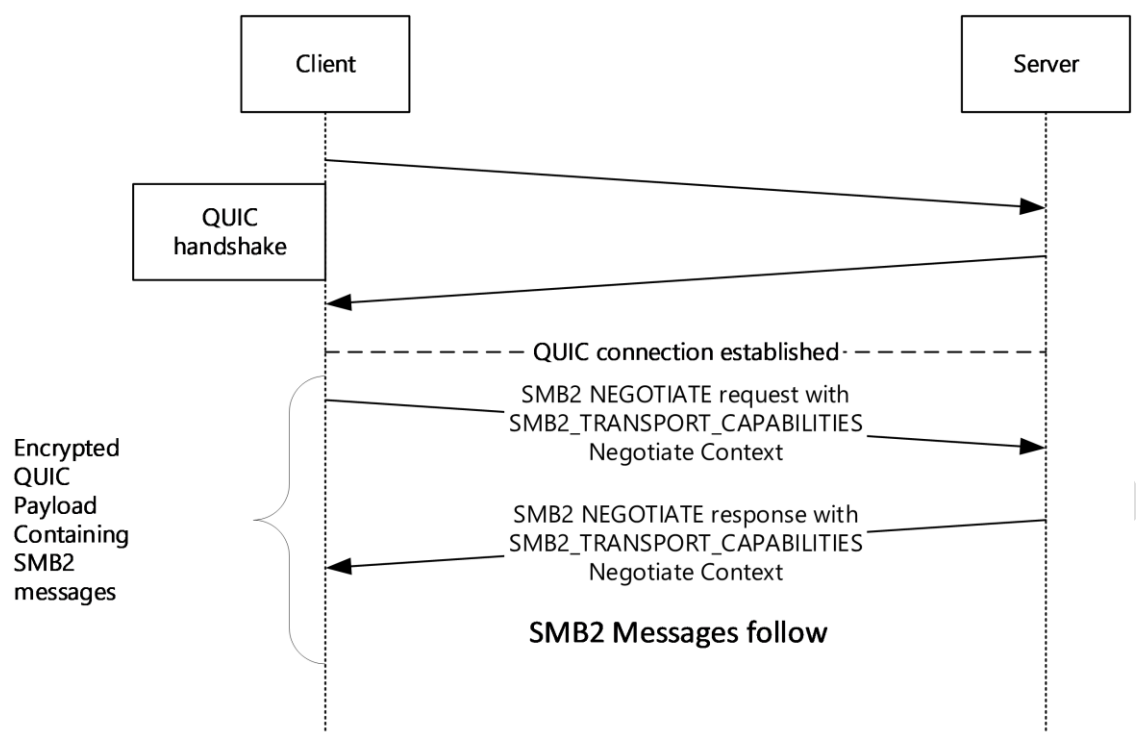 Client
Server
QUIC
handshake
QUIC connection established
SMB2 NEGOTIATE request with
SMB2_TRANSPORT_CAPABILITIES
Negotiate Context
Encrypted
QUIC
Payload
Containing
SMB2
messages
SMB2 NEGOTIATE response with
SMB2_TRANSPORT_CAPABILITIES
Negotiate Context
SMB2 Messages follow